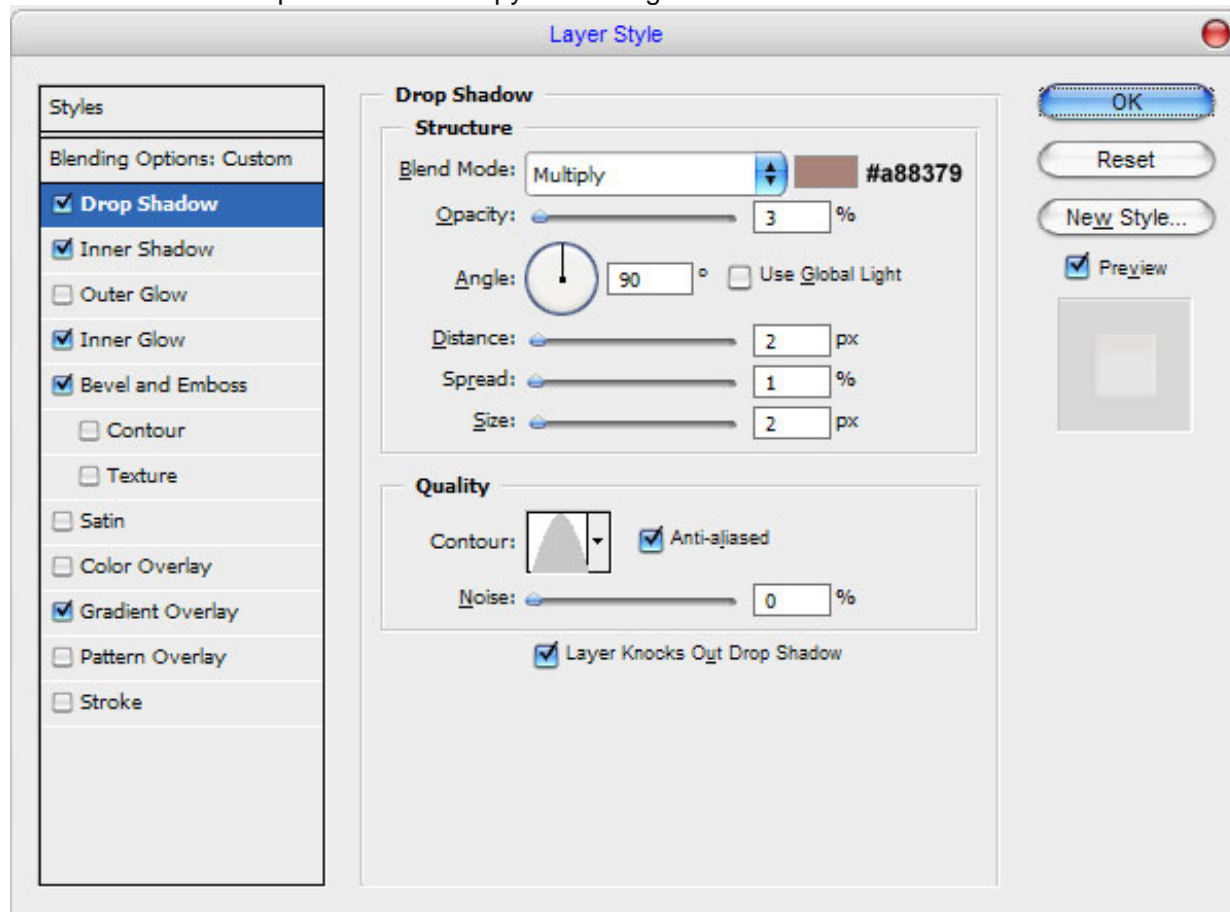 Layer Style
Styles
Blending Options: Custom
Drop Shadow
Inner Shadow
Outer Glow
Inner Glow
Bevel and Emboss
Contour
Texture
Satin
Color Overlay
Gradient Overlay
Pattern Overlay
Stroke
Drop Shadow
Structure
Blend Mode: Multiply #a88379
Opacity: 3 %
Angle: 90 ° Use Global Light
Distance: 2 px
Spread: 1 %
Size: 2 px
Quality
Contour: Anti-aliased
Noise: 0 %
Layer Knocks Out Drop Shadow
OK
Reset
New Style...
Preview